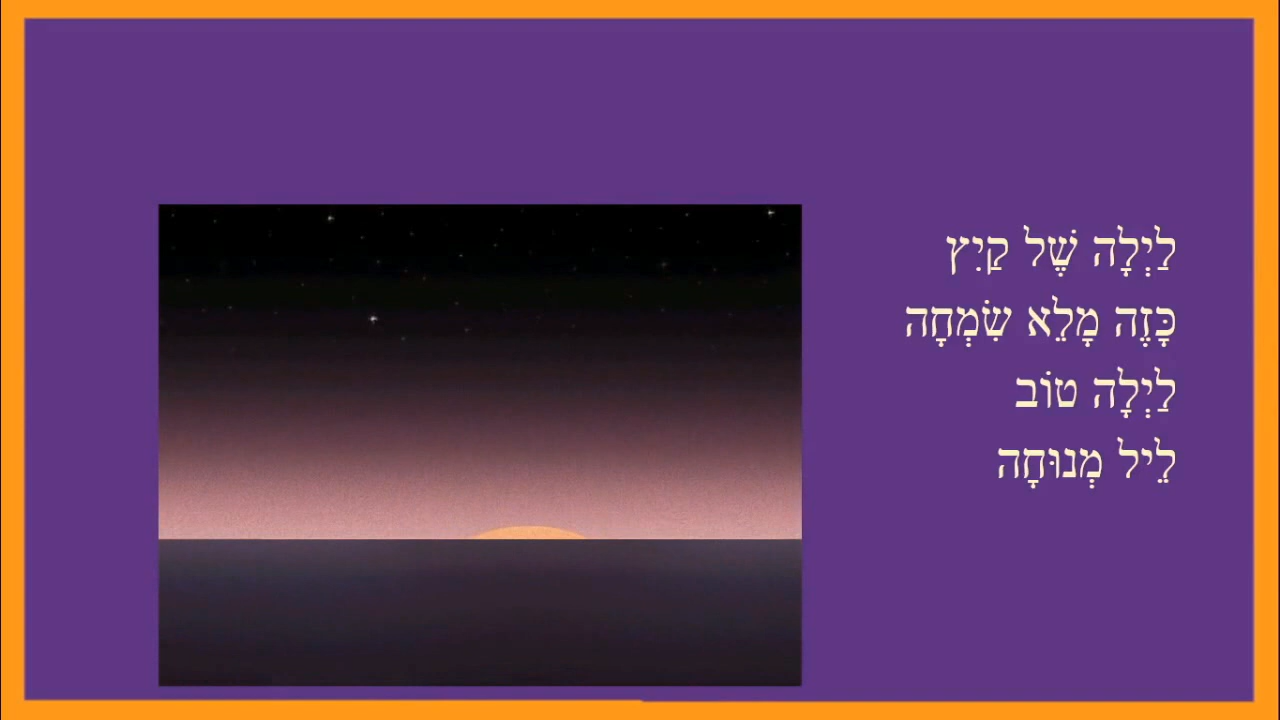 לַיְלָה שֶׁל קַיִץ
כָּזֶה מָלֵא שִׂמְחָה
לַיְלָה טוֹב
לֵיל מְנוּחָה